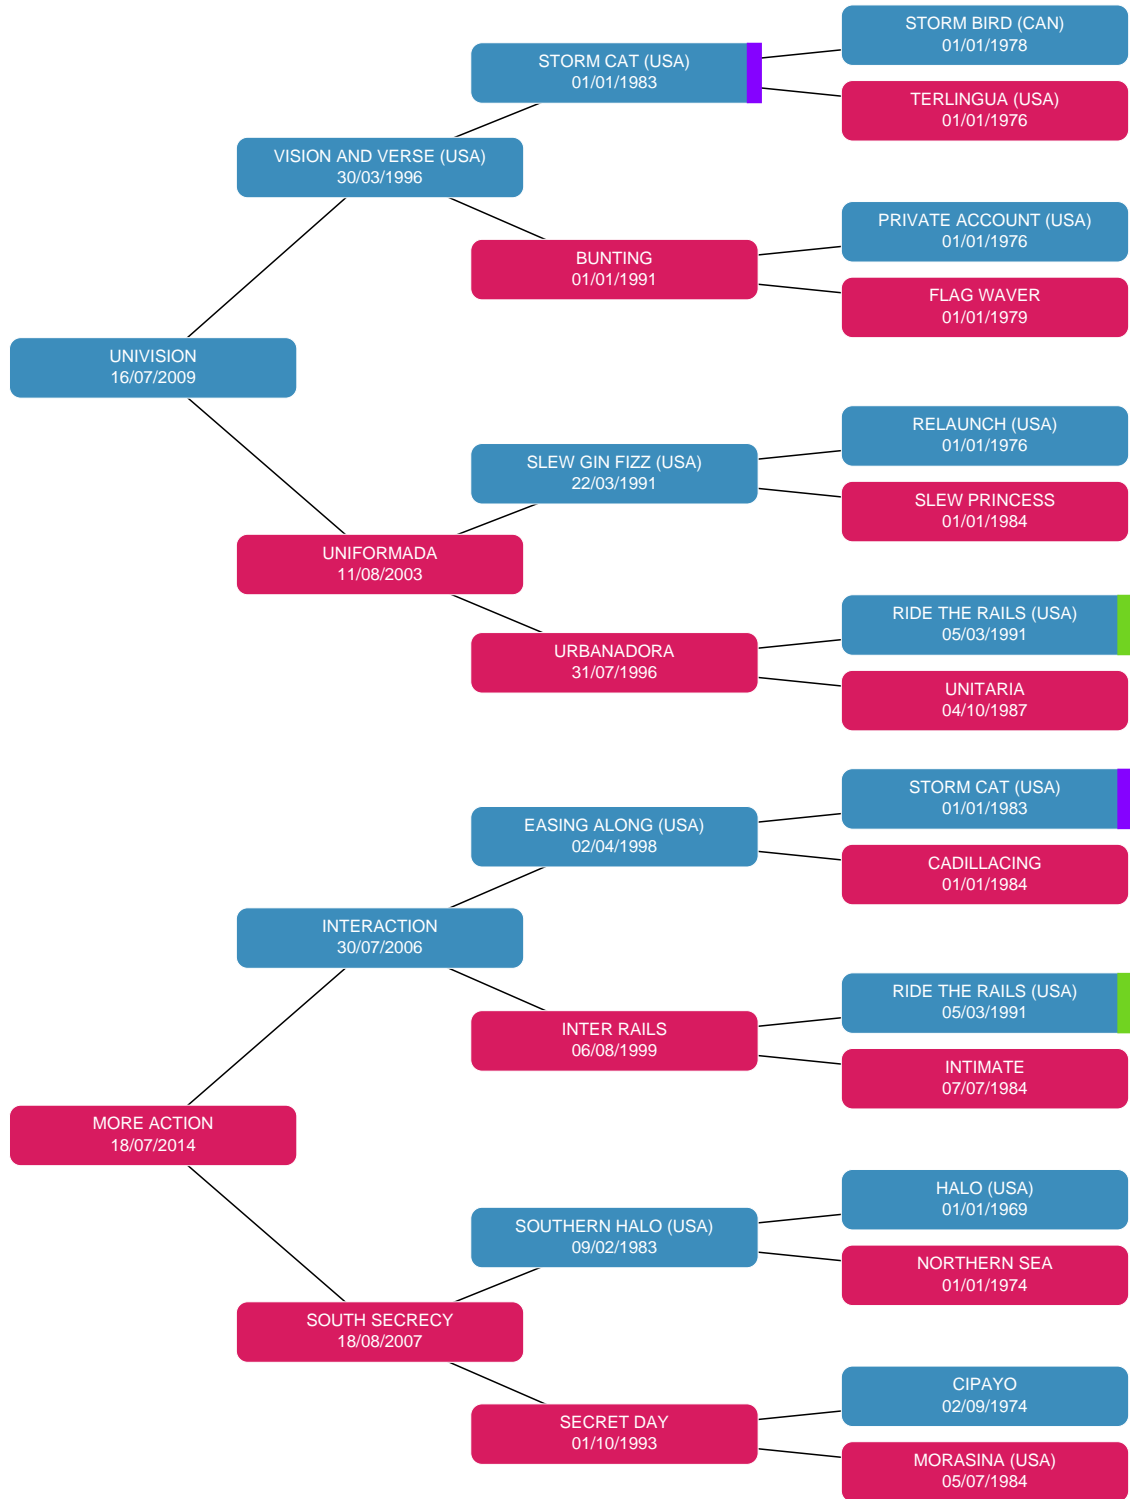 STORM BIRD (CAN)
01/01/1978
STORM CAT (USA)
01/01/1983
TERLINGUA (USA)
01/01/1976
VISION AND VERSE (USA)
30/03/1996
PRIVATE ACCOUNT (USA)
01/01/1976
BUNTING
01/01/1991
FLAG WAVER
01/01/1979
UNIVISION
16/07/2009
RELAUNCH (USA)
01/01/1976
SLEW GIN FIZZ (USA)
22/03/1991
SLEW PRINCESS
01/01/1984
UNIFORMADA
11/08/2003
RIDE THE RAILS (USA)
05/03/1991
URBANADORA
31/07/1996
UNITARIA
04/10/1987
STORM CAT (USA)
01/01/1983
EASING ALONG (USA)
02/04/1998
CADILLACING
01/01/1984
INTERACTION
30/07/2006
RIDE THE RAILS (USA)
05/03/1991
INTER RAILS
06/08/1999
INTIMATE
07/07/1984
MORE ACTION
18/07/2014
HALO (USA)
01/01/1969
SOUTHERN HALO (USA)
09/02/1983
NORTHERN SEA
01/01/1974
SOUTH SECRECY
18/08/2007
CIPAYO
02/09/1974
SECRET DAY
01/10/1993
MORASINA (USA)
05/07/1984